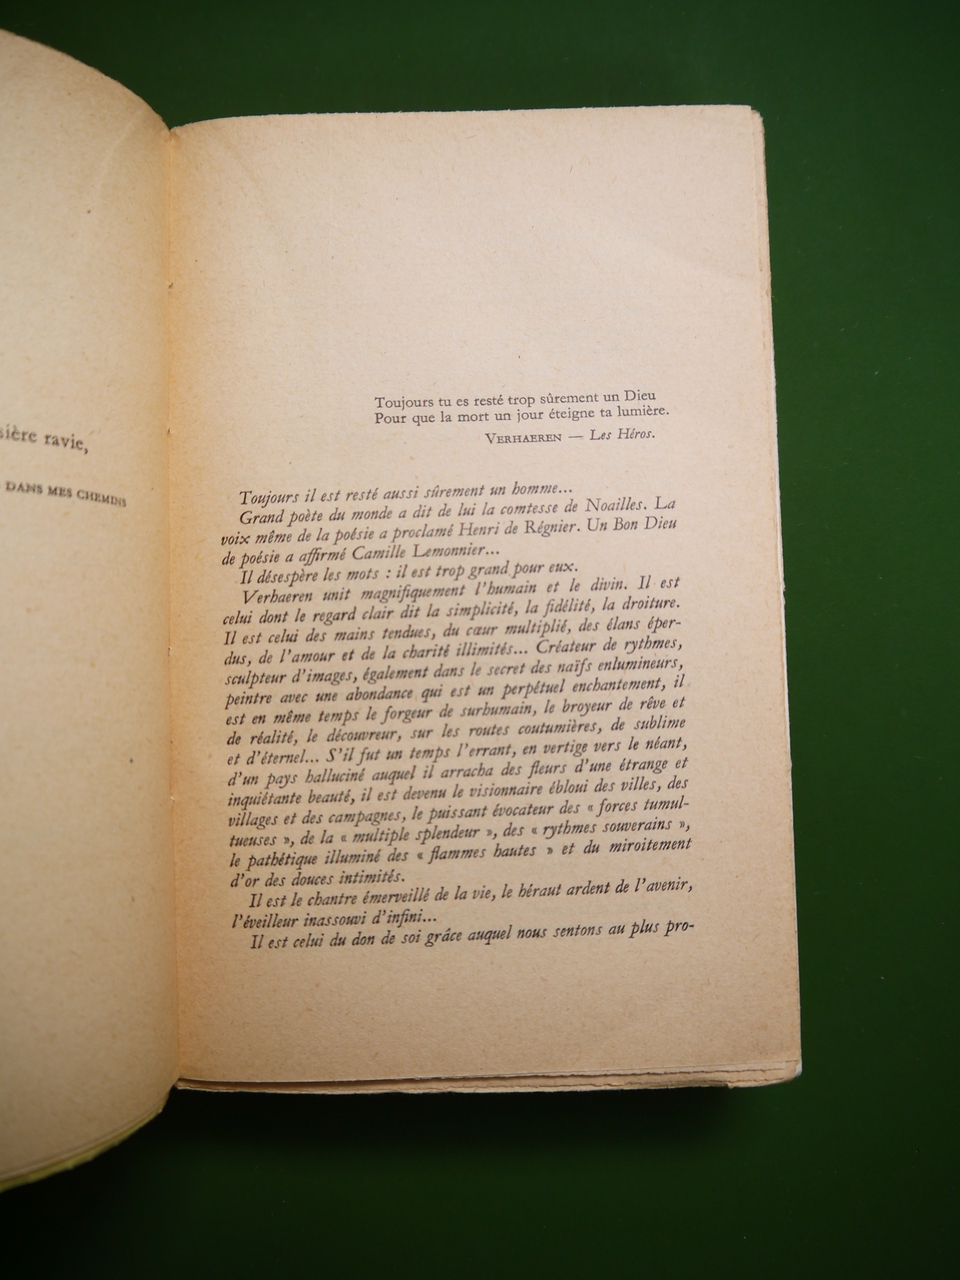 sière ravie,
DANS MES CHEMINS
Toujours tu es resté trop sûrement un Dieu
Pour que la mort un jour éteigne ta lumière.
VERHAEREN — Les Héros.
Toujours il est resté aussi sûrement un homme...
Grand poète du monde a dit de lui la comtesse de Noailles. La
voix même de la poésie a proclamé Henri de Régnier. Un Bon Dieu
de poésie a affirmé Camille Lemonnier...
Il désespère les mots : il est trop grand pour eux.
Verhaeren unit magnifiquement l'humain et le divin. Il est
celui dont le regard clair dit la simplicité, la fidélité, la droiture.
Il est celui des mains tendues, du cœur multiplié, des élans éper-
dus, de l'amour et de la charité illimités... Créateur de rythmes,
sculpteur d'images, également dans le secret des naïfs enlumineurs,
peintre avec une abondance qui est un perpétuel enchantement, il
est en même temps le forgeur de surhumain, le broyeur de rêve et
de réalité, le découvreur, sur les routes coutumières, de sublime
et d'éternel... S'il fut un temps l'errant, en vertige vers le néant,
d'un pays halluciné auquel il arracha des fleurs d'une étrange et
inquiétante beauté, il est devenu le visionnaire ébloui des villes, des
villages et des campagnes, le puissant évocateur des « forces tumul-
tueuses », de la « multiple splendeur », des « rythmes souverains »,
le pathétique illuminé des « flammes hautes » et du miroitement
d'or des douces intimités.
Il est le chantre émerveillé de la vie, le héraut ardent de l'avenir,
l'éveilleur inassouvi d'infini...
Il est celui du don de soi grâce auquel nous sentons au plus pro-